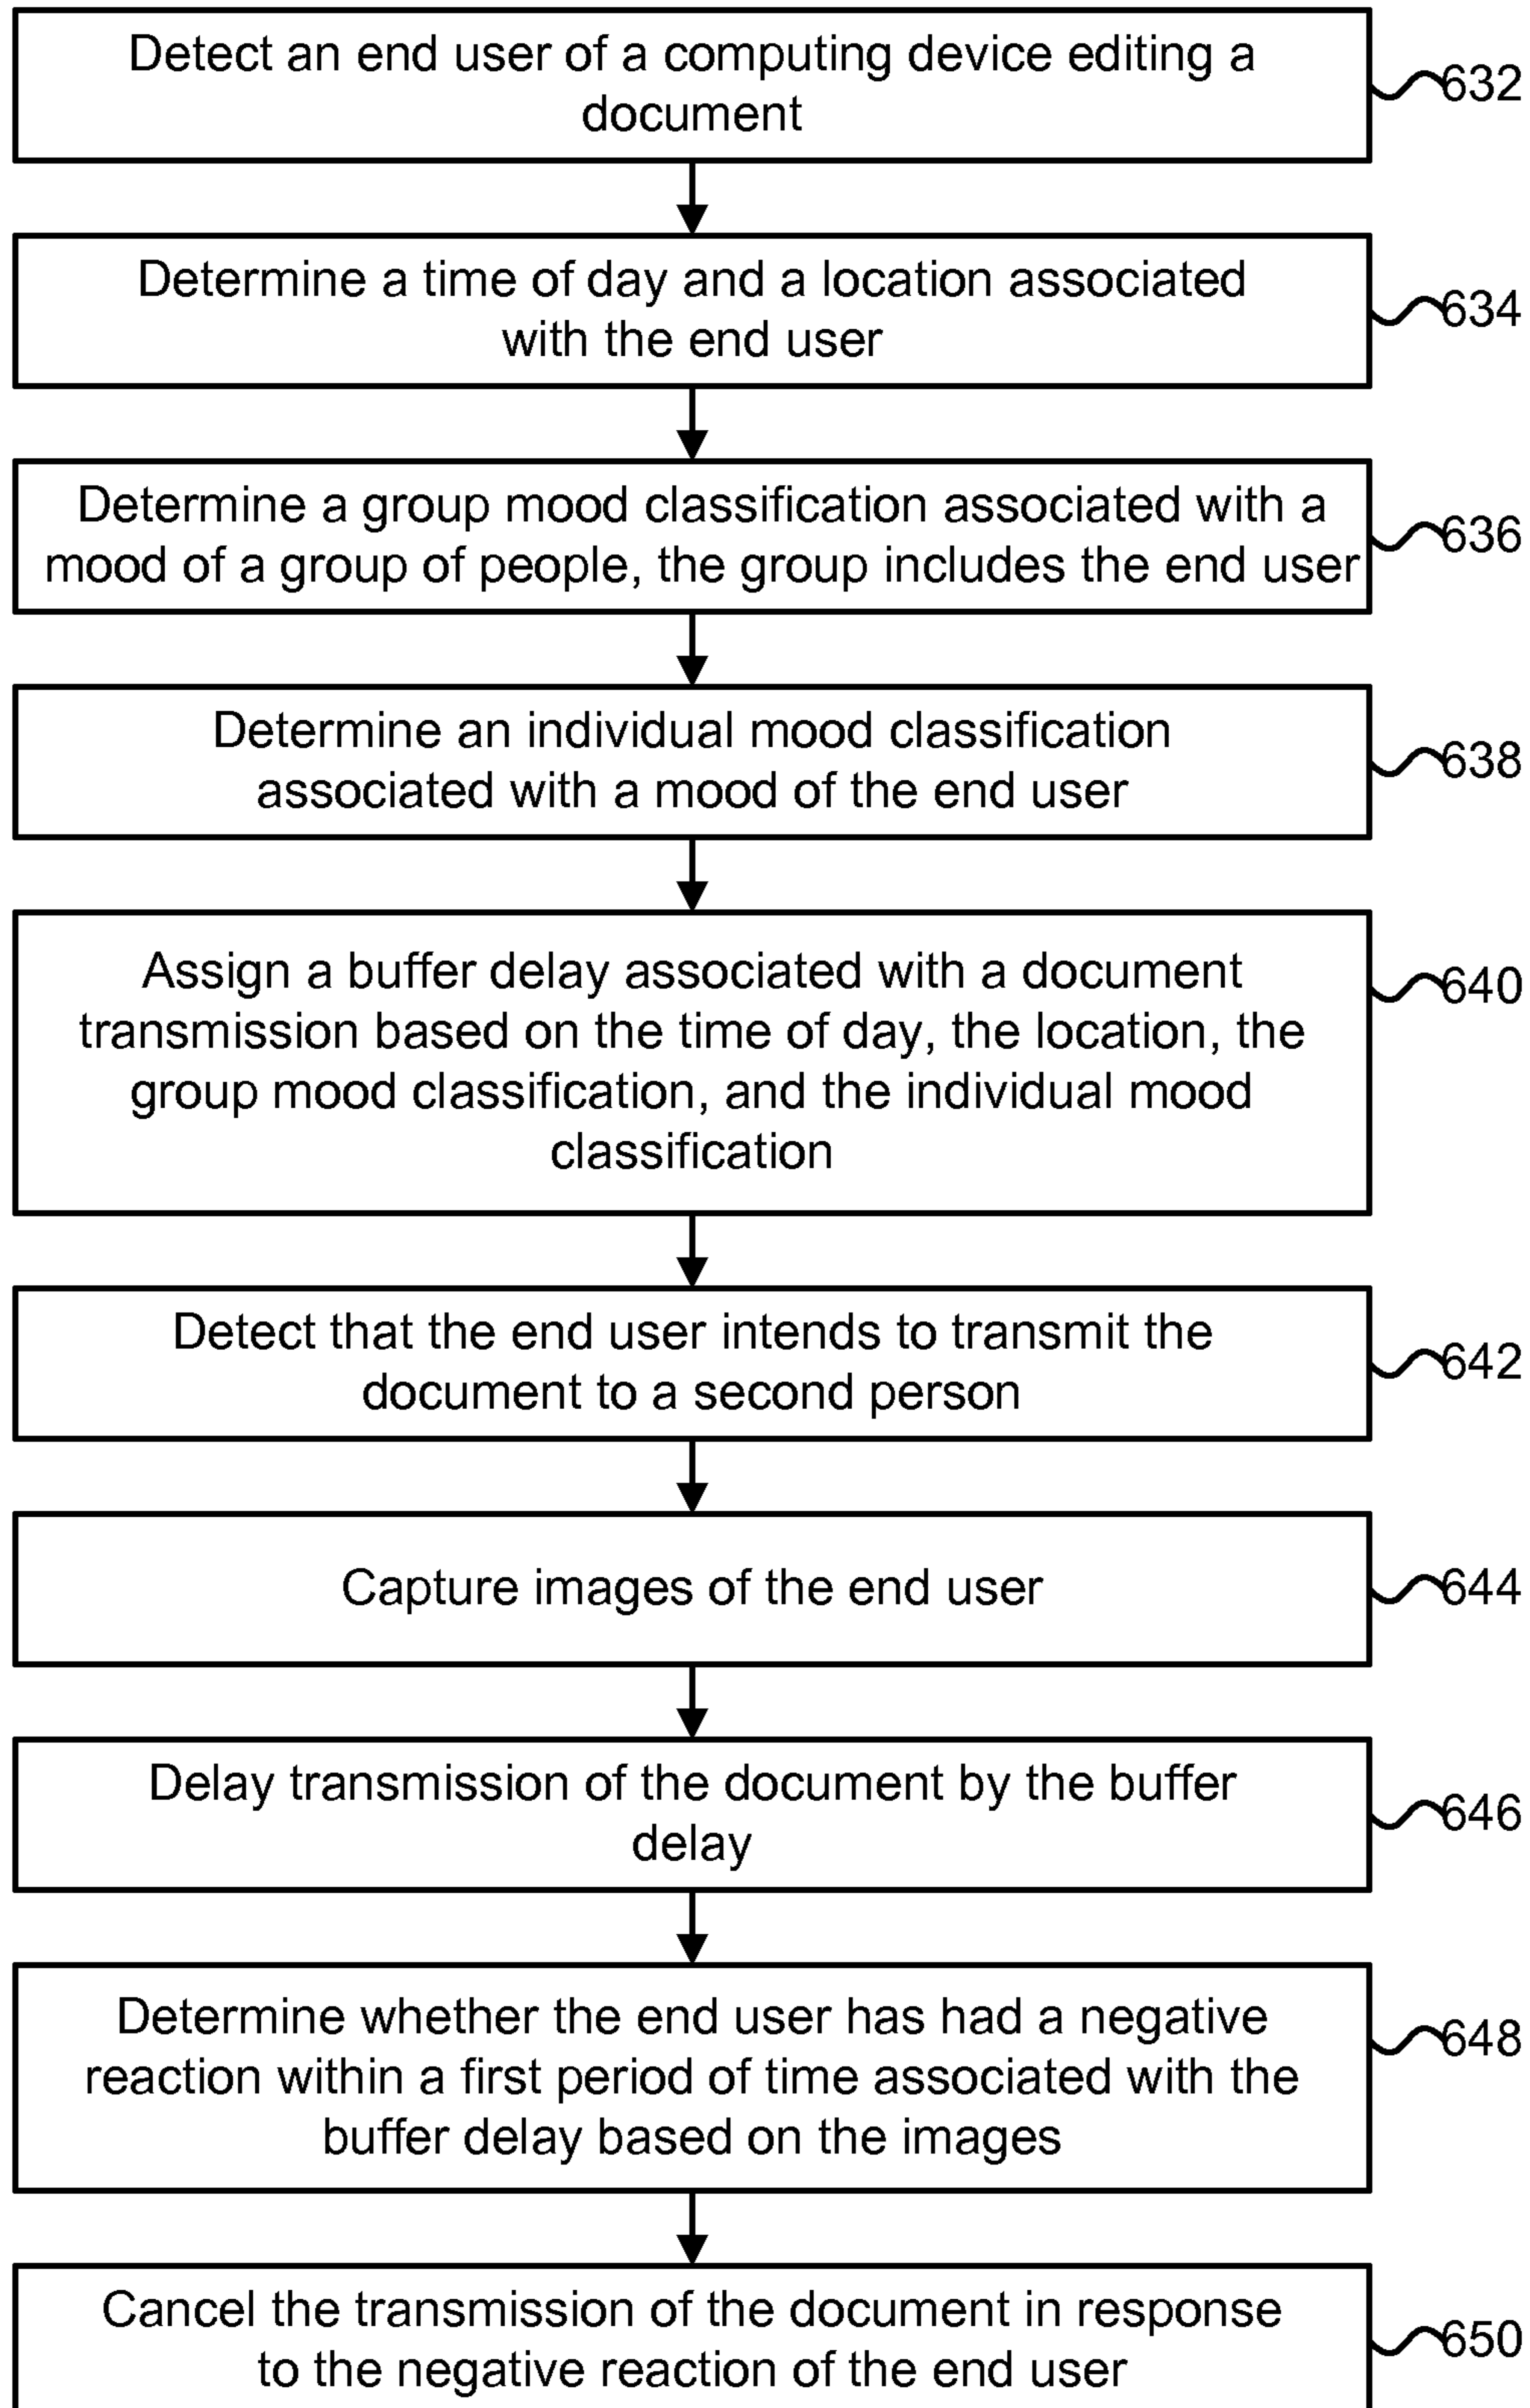 Detect an end user of a computing device editing a
document
632
Determine a time of day and a location associated
with the end user
634
Determine a group mood classification associated with a
mood of a group of people, the group includes the end user
636
Determine an individual mood classification
associated with a mood of the end user
638
Assign a buffer delay associated with a document
transmission based on the time of day, the location, the
group mood classification, and the individual mood
classification
640
Detect that the end user intends to transmit the
document to a second person
642
Capture images of the end user
644
Delay transmission of the document by the buffer
delay
646
Determine whether the end user has had a negative
reaction within a first period of time associated with the
buffer delay based on the images
648
Cancel the transmission of the document in response
to the negative reaction of the end user
650